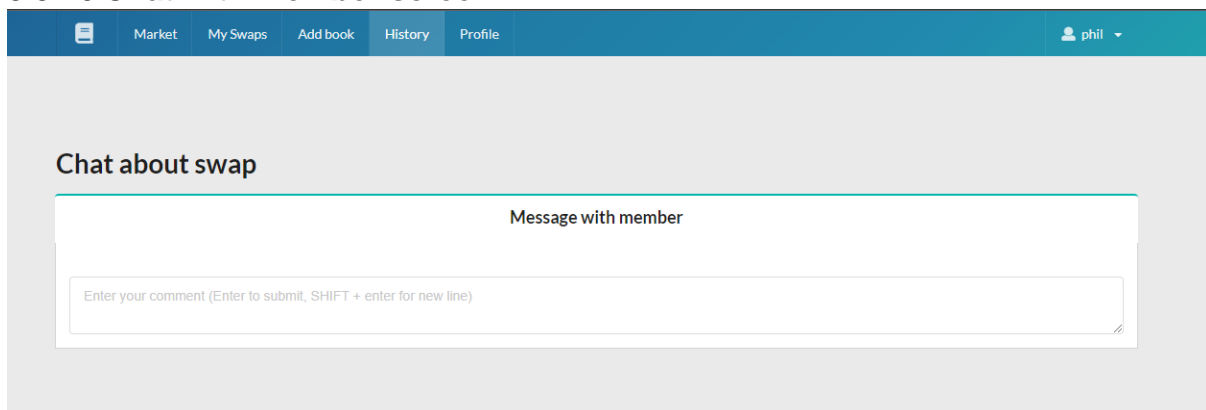 Market My Swaps Add book History Profile phil
Chat about swap
Message with member
Enter your comment (Enter to submit, SHIFT + enter for new line)